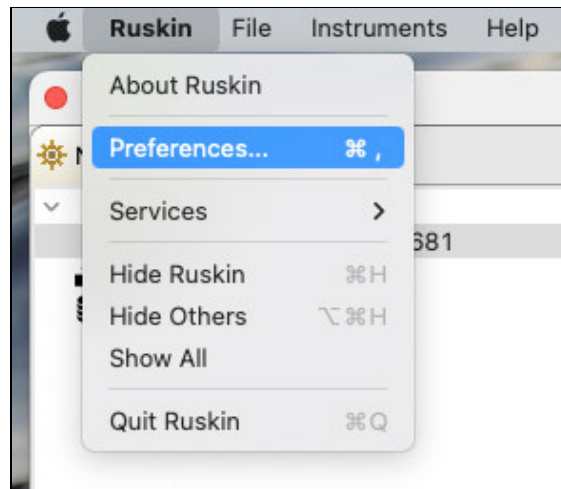 Ruskin File Instruments Help
About Ruskin
Preferences... ⌘ ,
Services
681
Hide Ruskin ⌘H
Hide Others ⌥⌘H
Show All
Quit Ruskin ⌘Q